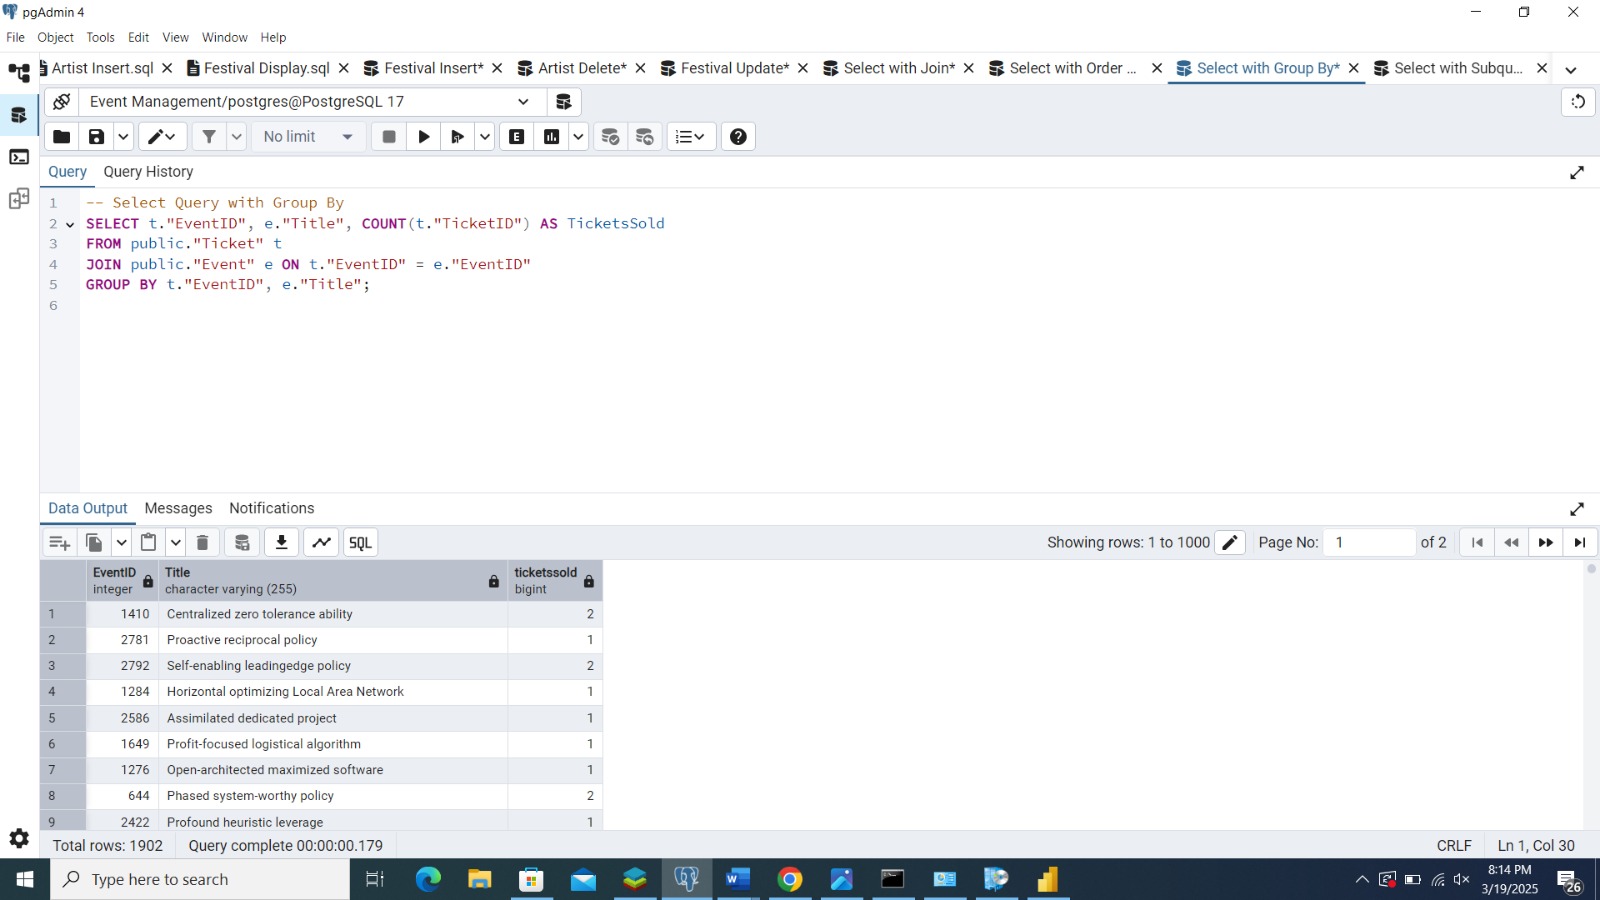 pgAdmin 4
File Object Tools Edit View Window Help
Artist Insert.sql Festival Display.sql Festival Insert* Artist Delete* Festival Update* Select with Join* Select with Order ... Select with Group By* Select with Subqu...
Event Management/postgres@PostgreSQL 17
No limit E
Query Query History
1 -- Select Query with Group By
2 SELECT t."EventID", e."Title", COUNT(t."TicketID") AS TicketsSold
3 FROM public."Ticket" t
4 JOIN public."Event" e ON t."EventID" = e."EventID"
5 GROUP BY t."EventID", e."Title";
6
Data Output Messages Notifications
SQL Showing rows: 1 to 1000 Page No: 1 of 2
EventID Title ticketssold
integer character varying (255) bigint
1 1410 Centralized zero tolerance ability 2
2 2781 Proactive reciprocal policy 1
3 2792 Self-enabling leadingedge policy 2
4 1284 Horizontal optimizing Local Area Network 1
5 2586 Assimilated dedicated project 1
6 1649 Profit-focused logistical algorithm 1
7 1276 Open-architected maximized software 1
8 644 Phased system-worthy policy 2
9 2422 Profound heuristic leverage 1
Total rows: 1902 Query complete 00:00:00.179 CRLF Ln 1, Col 30
Type here to search
8:14 PM
3/19/2025
26